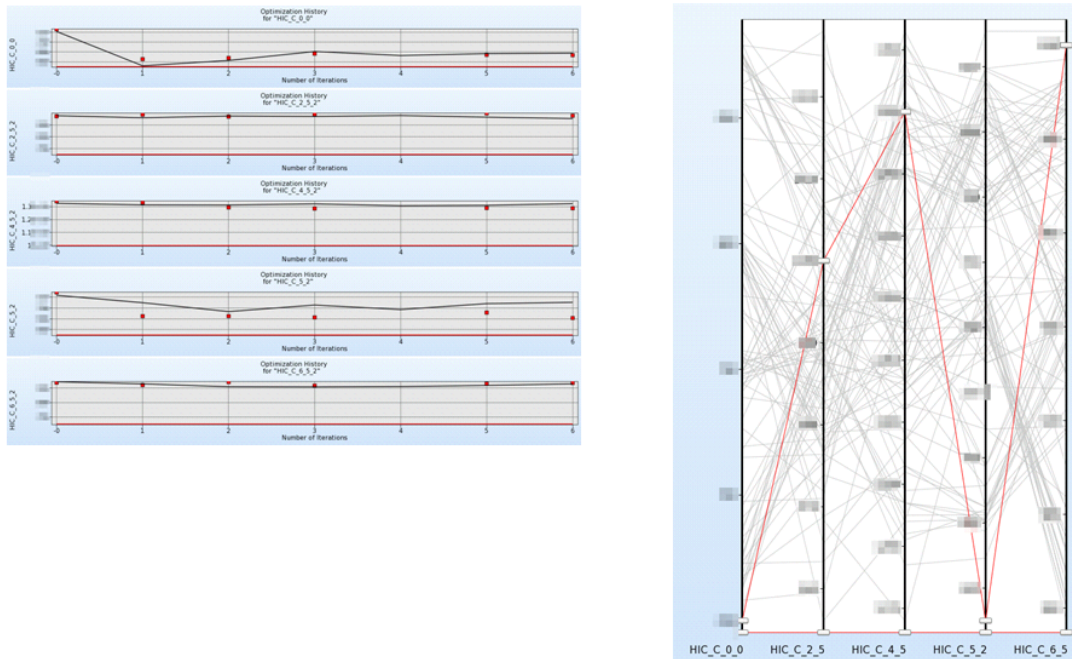 Optimization History
for "HIC_C_0_0"
HIC_C_0_0
-0 1 2 3 4 5 6
Number of Iterations
Optimization History
for "HIC_C_2_5_2"
HIC_C_2_5_2
-0 1 2 3 4 5 6
Number of Iterations
Optimization History
for "HIC_C_4_5_2"
HIC_C_4_5_2
1.3
1.2
1.1
1
-0 1 2 3 4 5 6
Number of Iterations
Optimization History
for "HIC_C_5_2"
HIC_C_5_2
-0 1 2 3 4 5 6
Number of Iterations
Optimization History
for "HIC_C_6_5_2"
HIC_C_6_5_2
-0 1 2 3 4 5 6
Number of Iterations
HIC_C_0_0 HIC_C_2_5 HIC_C_4_5 HIC_C_5_2 HIC_C_6_5